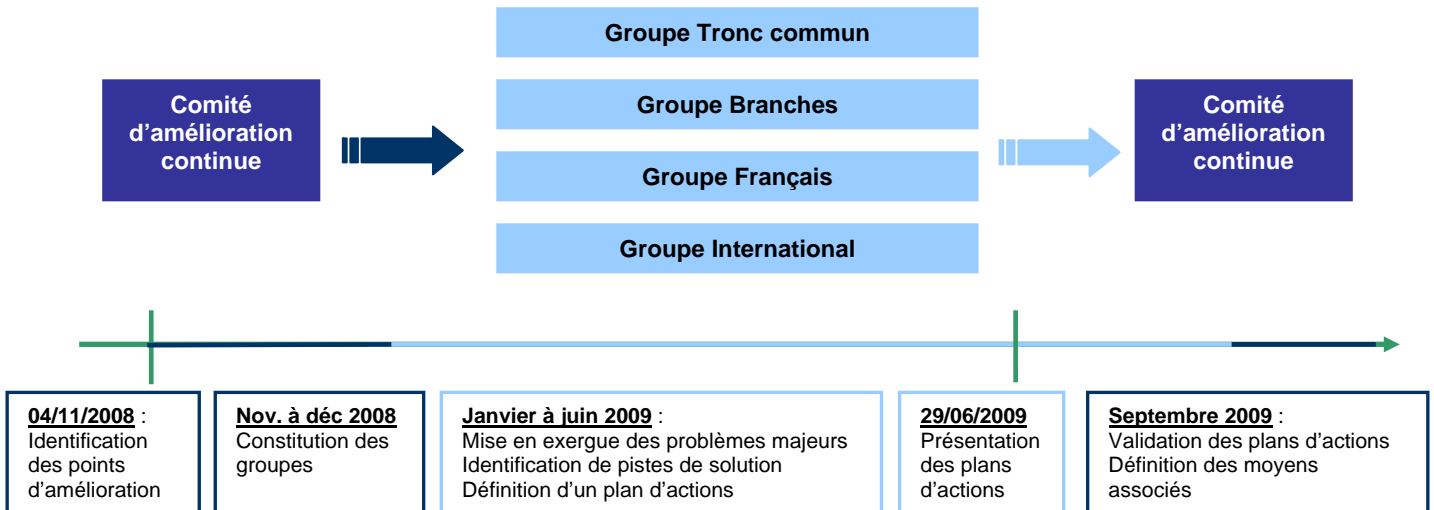 Groupe Tronc commun
Comité
d'amélioration
continue
Groupe Branches
Groupe Français
Groupe International
Comité
d'amélioration
continue
04/11/2008 :
Identification
des points
d'amélioration
Nov. à déc 2008
Constitution des
groupes
Janvier à juin 2009 :
Mise en exergue des problèmes majeurs
Identification de pistes de solution
Définition d'un plan d'actions
29/06/2009
Présentation
des plans
d'actions
Septembre 2009 :
Validation des plans d'actions
Définition des moyens
associés